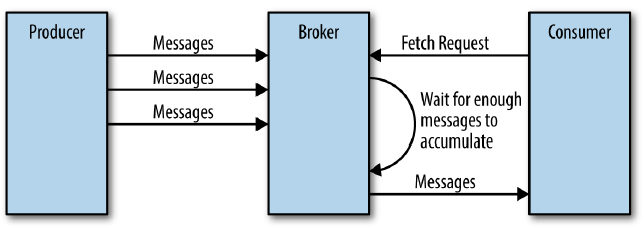 Producer
Broker
Consumer
Messages
Messages
Messages
Fetch Request
Wait for enough
messages to
accumulate
Messages